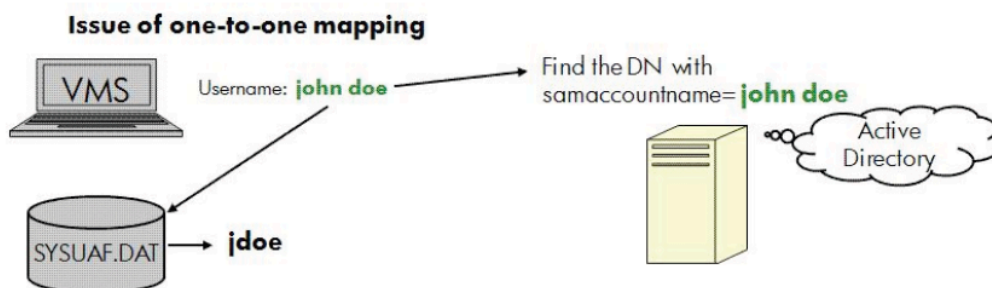 Issue of one-to-one mapping
VMS
Username: john doe
Find the DN with
samaccountname= john doe
Active
Directory
SYSUAF.DAT
jdoe